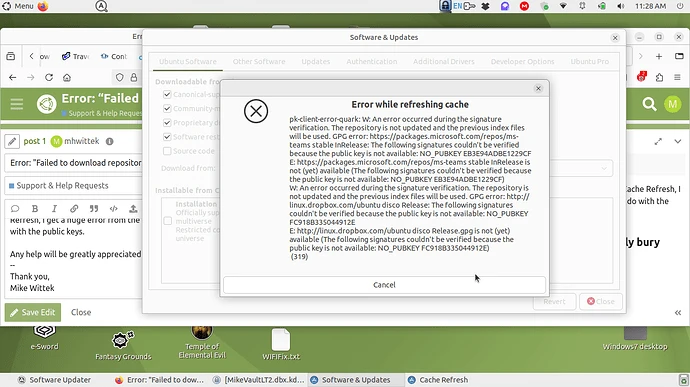 Menu
EN
11:28 AM
Software & Updates
Ubuntu Software
Other Software
Updates
Authentication
Additional Drivers
Developer Options
Ubuntu Pro
Error: "Failed
Support & Help Reques
post 1
mhwittek
Error: "Failed to download repositor
Support & Help Requests
Refresh, I get a huge error from the
with the public keys.
Any help will be greatly appreciated
--
Thank you,
Mike Wittek
Save Edit
Close
Downloadable fro
Canonical-sup
Community-m
Proprietary d
Software restr
Source code
Download from:
Installable from C
Installation
Officially sup
multiverse
Restricted co
universe
Error while refreshing cache
pk-client-error-quark: W: An error occurred during the signature
verification. The repository is not updated and the previous index files
will be used. GPG error: https://packages.microsoft.com/repos/ms-
teams stable InRelease: The following signatures couldn't be verified
because the public key is not available: NO_PUBKEY EB3E94ADBE1229CF
E: https://packages.microsoft.com/repos/ms-teams stable InRelease is
not (yet) available (The following signatures couldn't be verified
because the public key is not available: NO_PUBKEY EB3E94ADBE1229CF)
W: An error occurred during the signature verification. The repository is
not updated and the previous index files will be used. GPG error: http://
linux.dropbox.com/ubuntu disco Release: The following signatures
couldn't be verified because the public key is not available: NO_PUBKEY
FC918B335044912E
E: http://linux.dropbox.com/ubuntu disco Release.gpg is not (yet)
available (The following signatures couldn't be verified because the
public key is not available: NO_PUBKEY FC918B335044912E)
(319)
Cancel
Revert
Close
Cache Refresh, I
do with the
ly bury
e-Sword
Fantasy Grounds
Temple of
Elemental Evil
WIFIFix.txt
Windows7 desktop
Software Updater
Error: "Failed to dow...
[MikeVaultLT2.dbx.kd...
Software & Updates
Cache Refresh